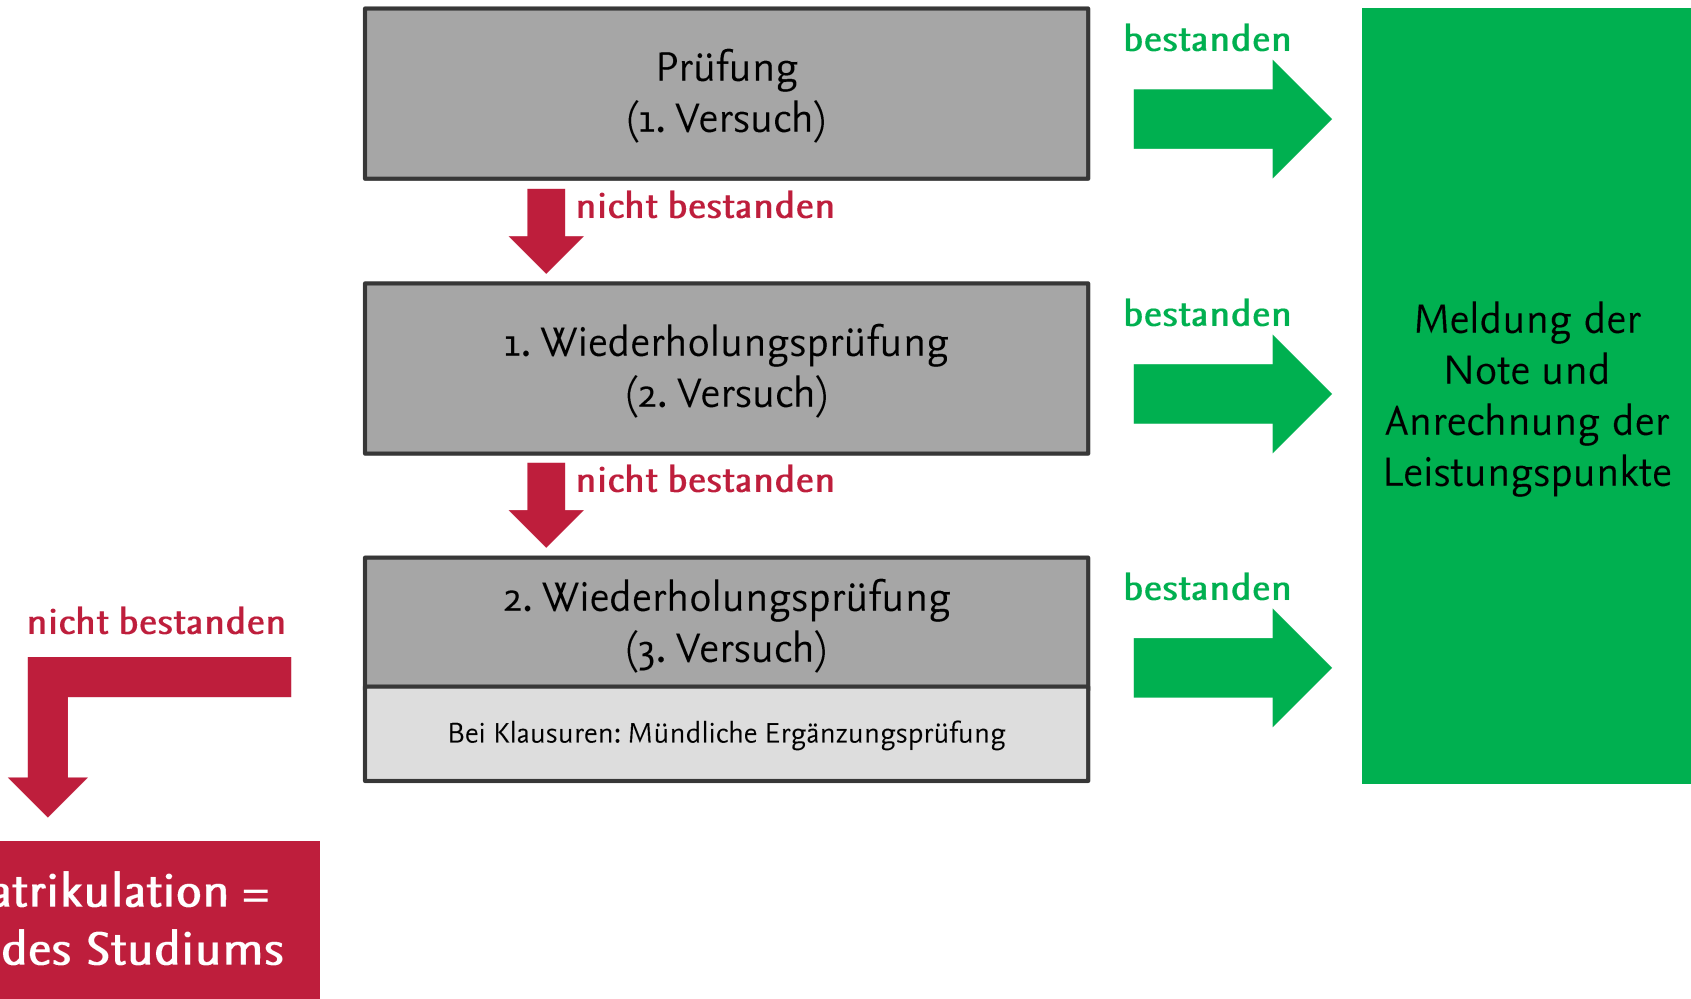 Prüfung
(1. Versuch)
bestanden
nicht bestanden
1. Wiederholungsprüfung
(2. Versuch)
bestanden
Meldung der
Note und
Anrechnung der
Leistungspunkte
nicht bestanden
2. Wiederholungsprüfung
(3. Versuch)
bestanden
nicht bestanden
Bei Klausuren: Mündliche Ergänzungsprüfung
atrikulation =
des Studiums